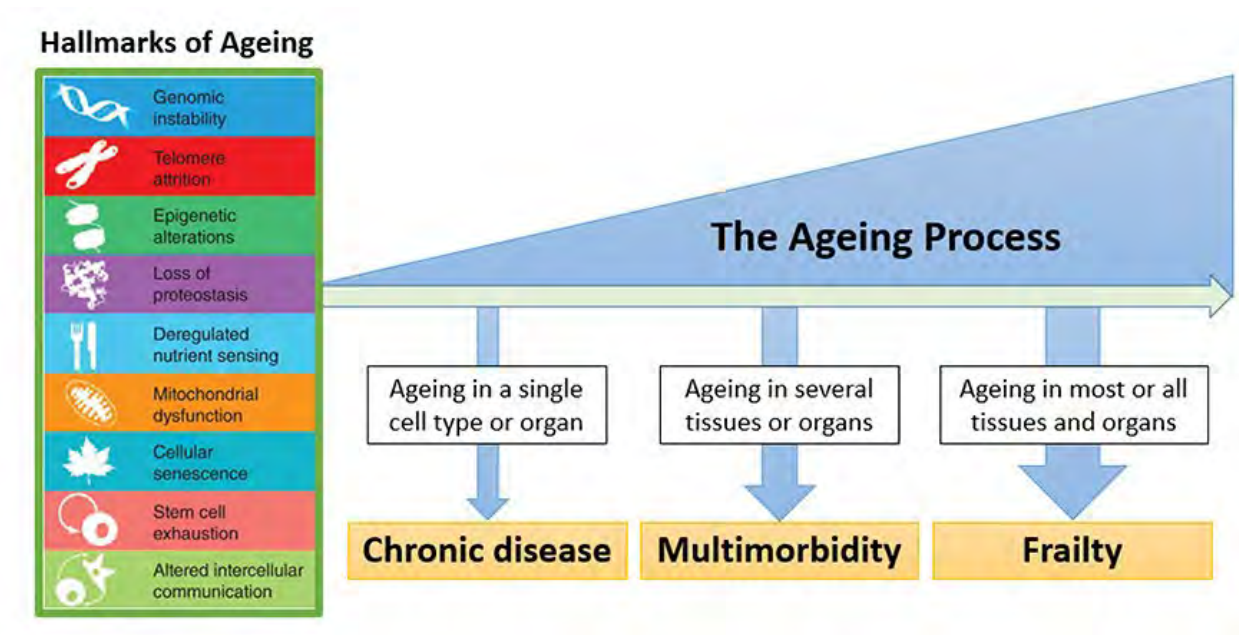 Hallmarks of Ageing
Genomic
instability
Telomere
attrition
Epigenetic
alterations
Loss of
proteostasis
Deregulated
nutrient sensing
Mitochondrial
dysfunction
Cellular
senescence
Stem cell
exhaustion
Altered intercellular
communication
The Ageing Process
Ageing in a single
cell type or organ
Ageing in several
tissues or organs
Ageing in most or all
tissues and organs
Chronic disease
Multimorbidity
Frailty